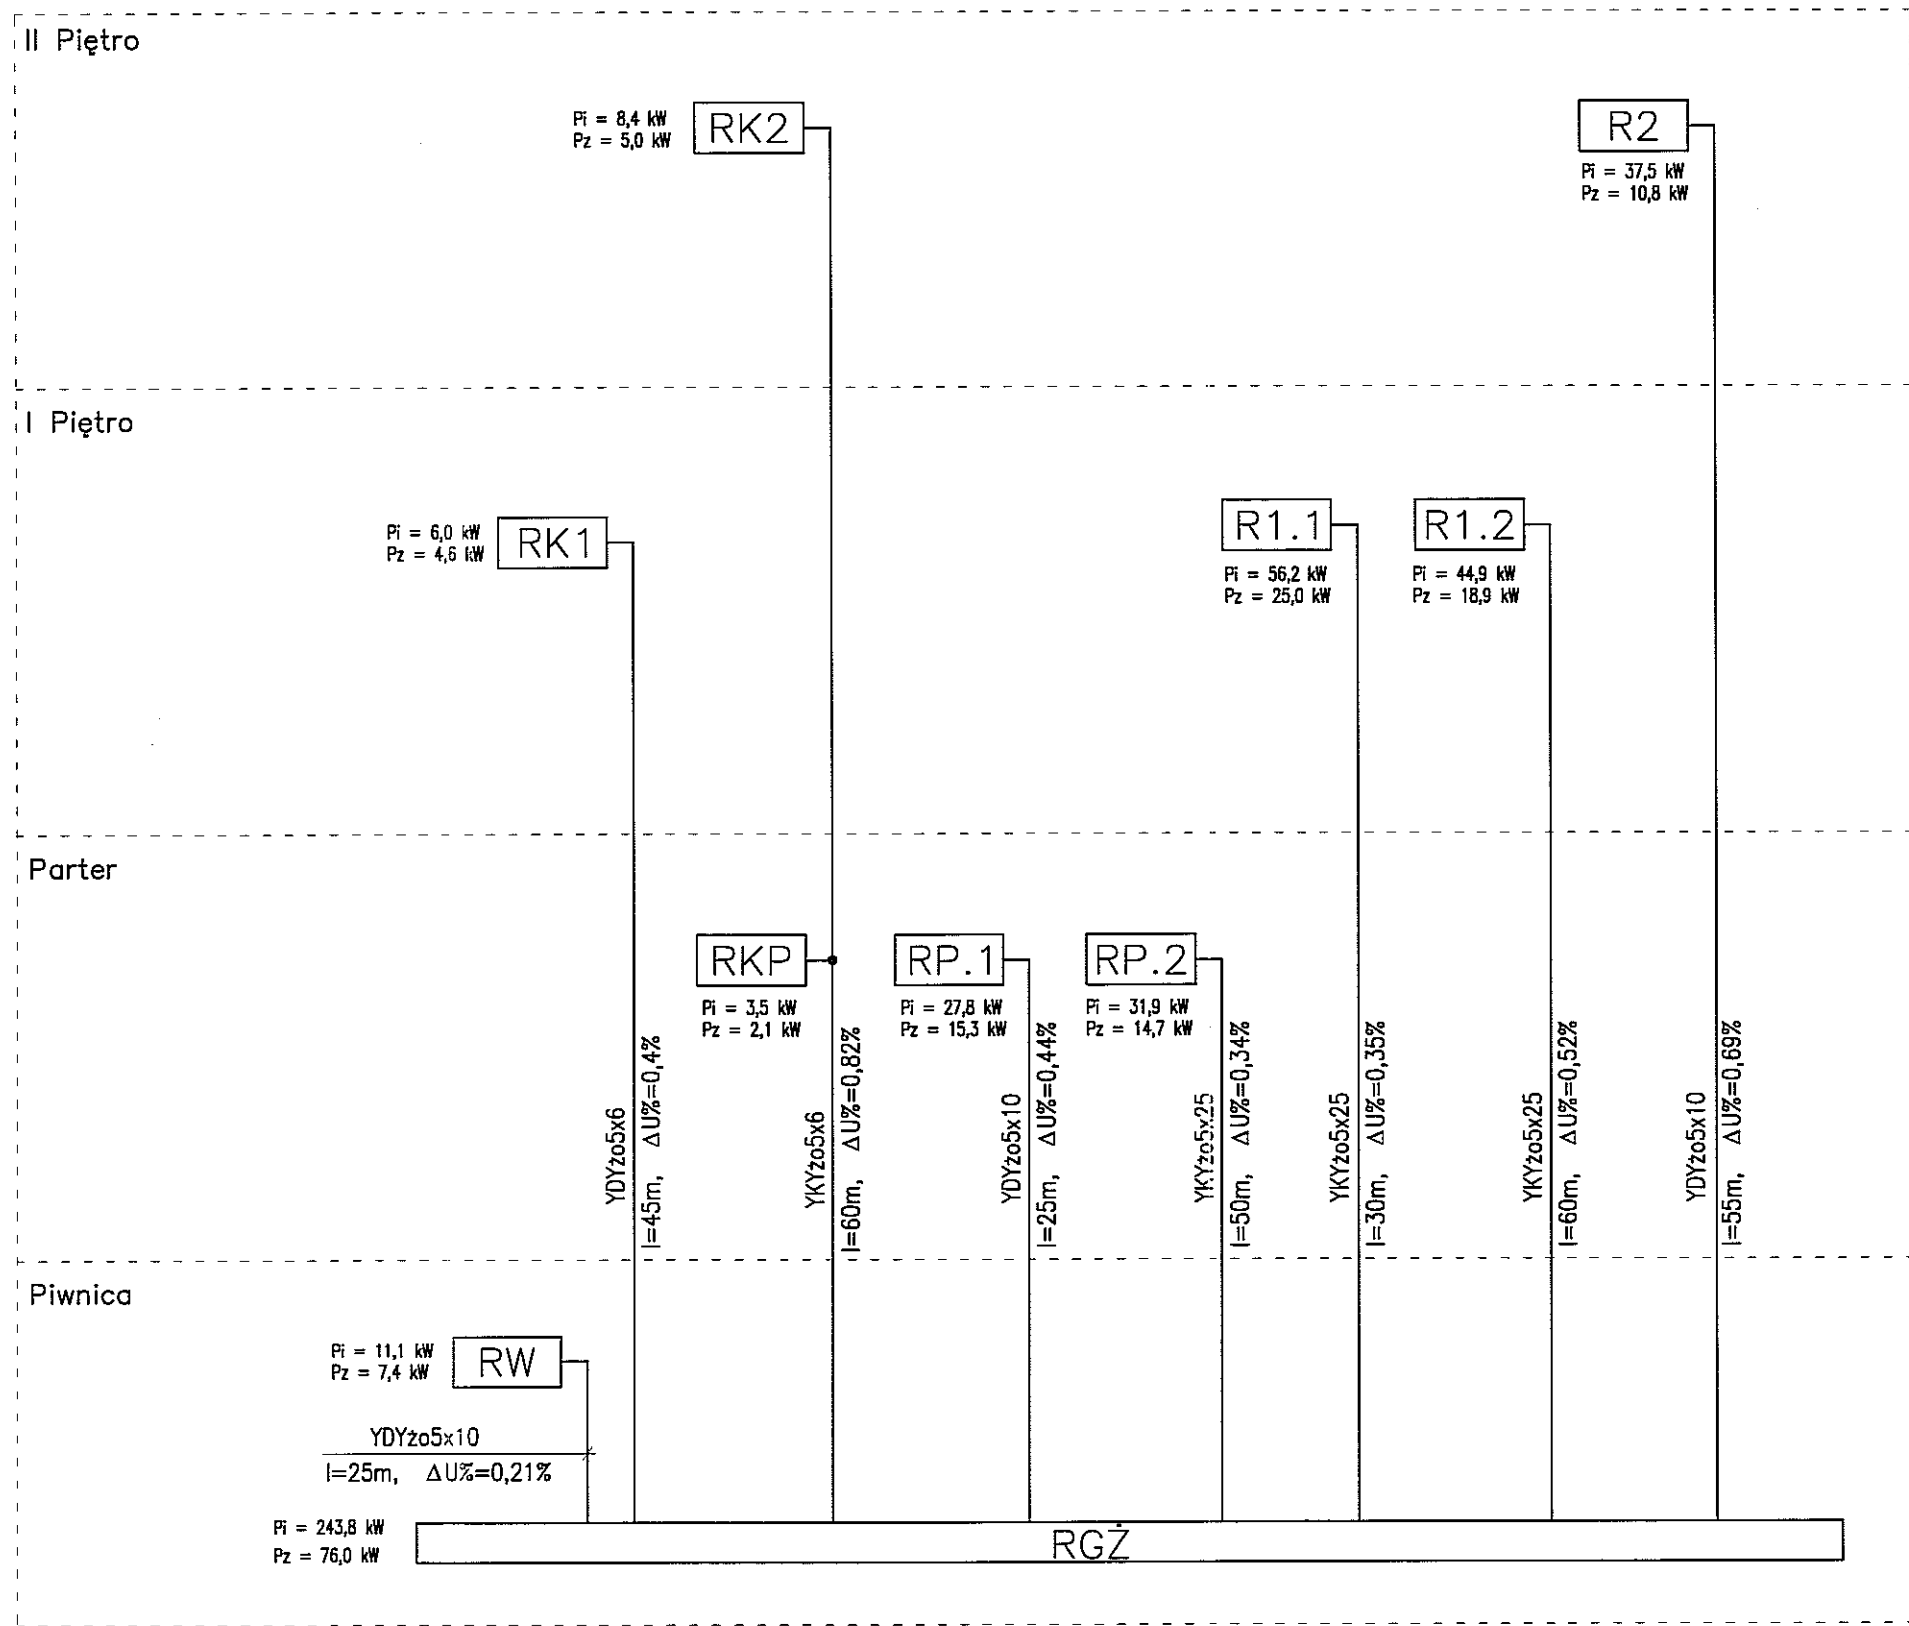 II Piętro
Pi = 8,4 kW
Pz = 5,0 kW
RK2
R2
Pi = 37,5 kW
Pz = 10,8 kW
I Piętro
Pi = 6,0 kW
Pz = 4,6 kW
RK1
R1.1
Pi = 56,2 kW
Pz = 25,0 kW
R1.2
Pi = 44,9 kW
Pz = 18,9 kW
Parter
RKP
Pi = 3,5 kW
Pz = 2,1 kW
RP.1
Pi = 27,8 kW
Pz = 15,3 kW
RP.2
Pi = 31,9 kW
Pz = 14,7 kW
YDYżo5x6
l=45m, ΔU%=0,4%
YKYżo5x6
l=60m, ΔU%=0,82%
YDYżo5x10
l=25m, ΔU%=0,44%
YKYżo5x25
l=50m, ΔU%=0,34%
YKYżo5x25
l=30m, ΔU%=0,35%
YKYżo5x25
l=60m, ΔU%=0,52%
YDYżo5x10
l=55m, ΔU%=0,69%
Piwnica
Pi = 11,1 kW
Pz = 7,4 kW
RW
YDYżo5x10
l=25m, ΔU%=0,21%
Pi = 243,8 kW
Pz = 76,0 kW
RGŻ